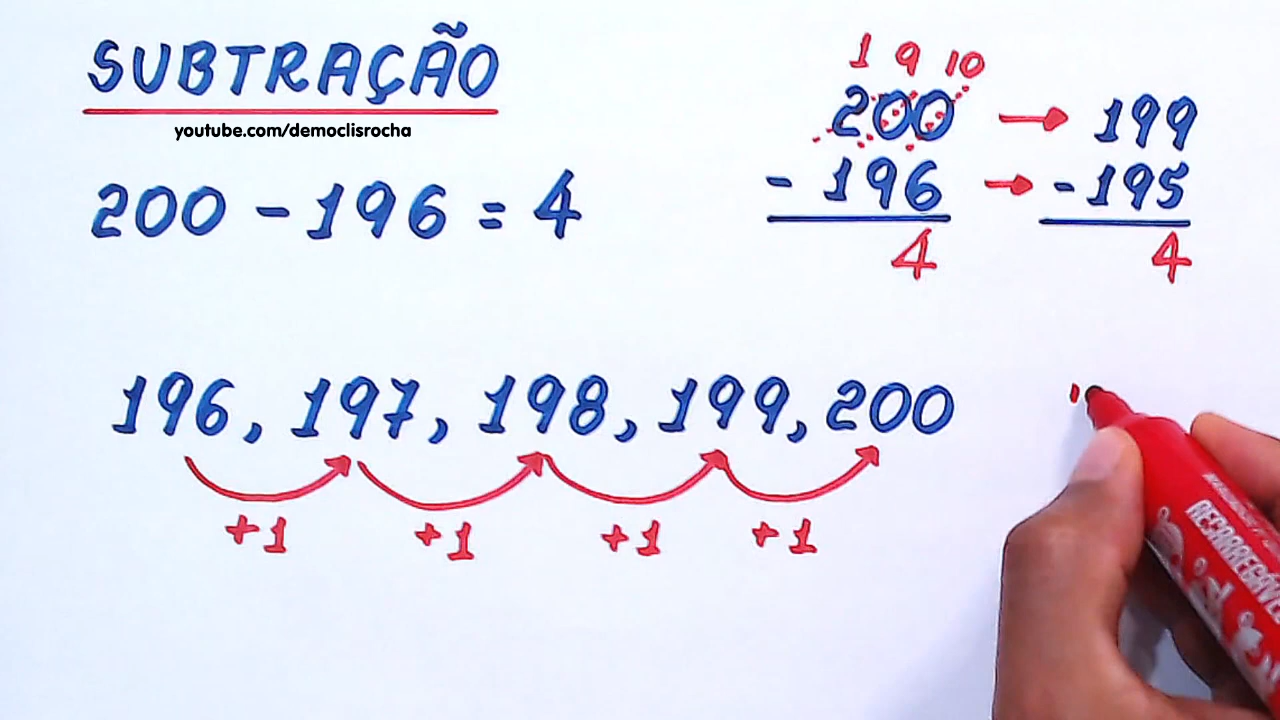 SUBTRAÇÃO
youtube.com/democlisrocha
200 - 196 = 4
1 9 10
200 → 199
- 196 → - 195
4 4
196, 197, 198, 199, 200
+1 +1 +1 +1